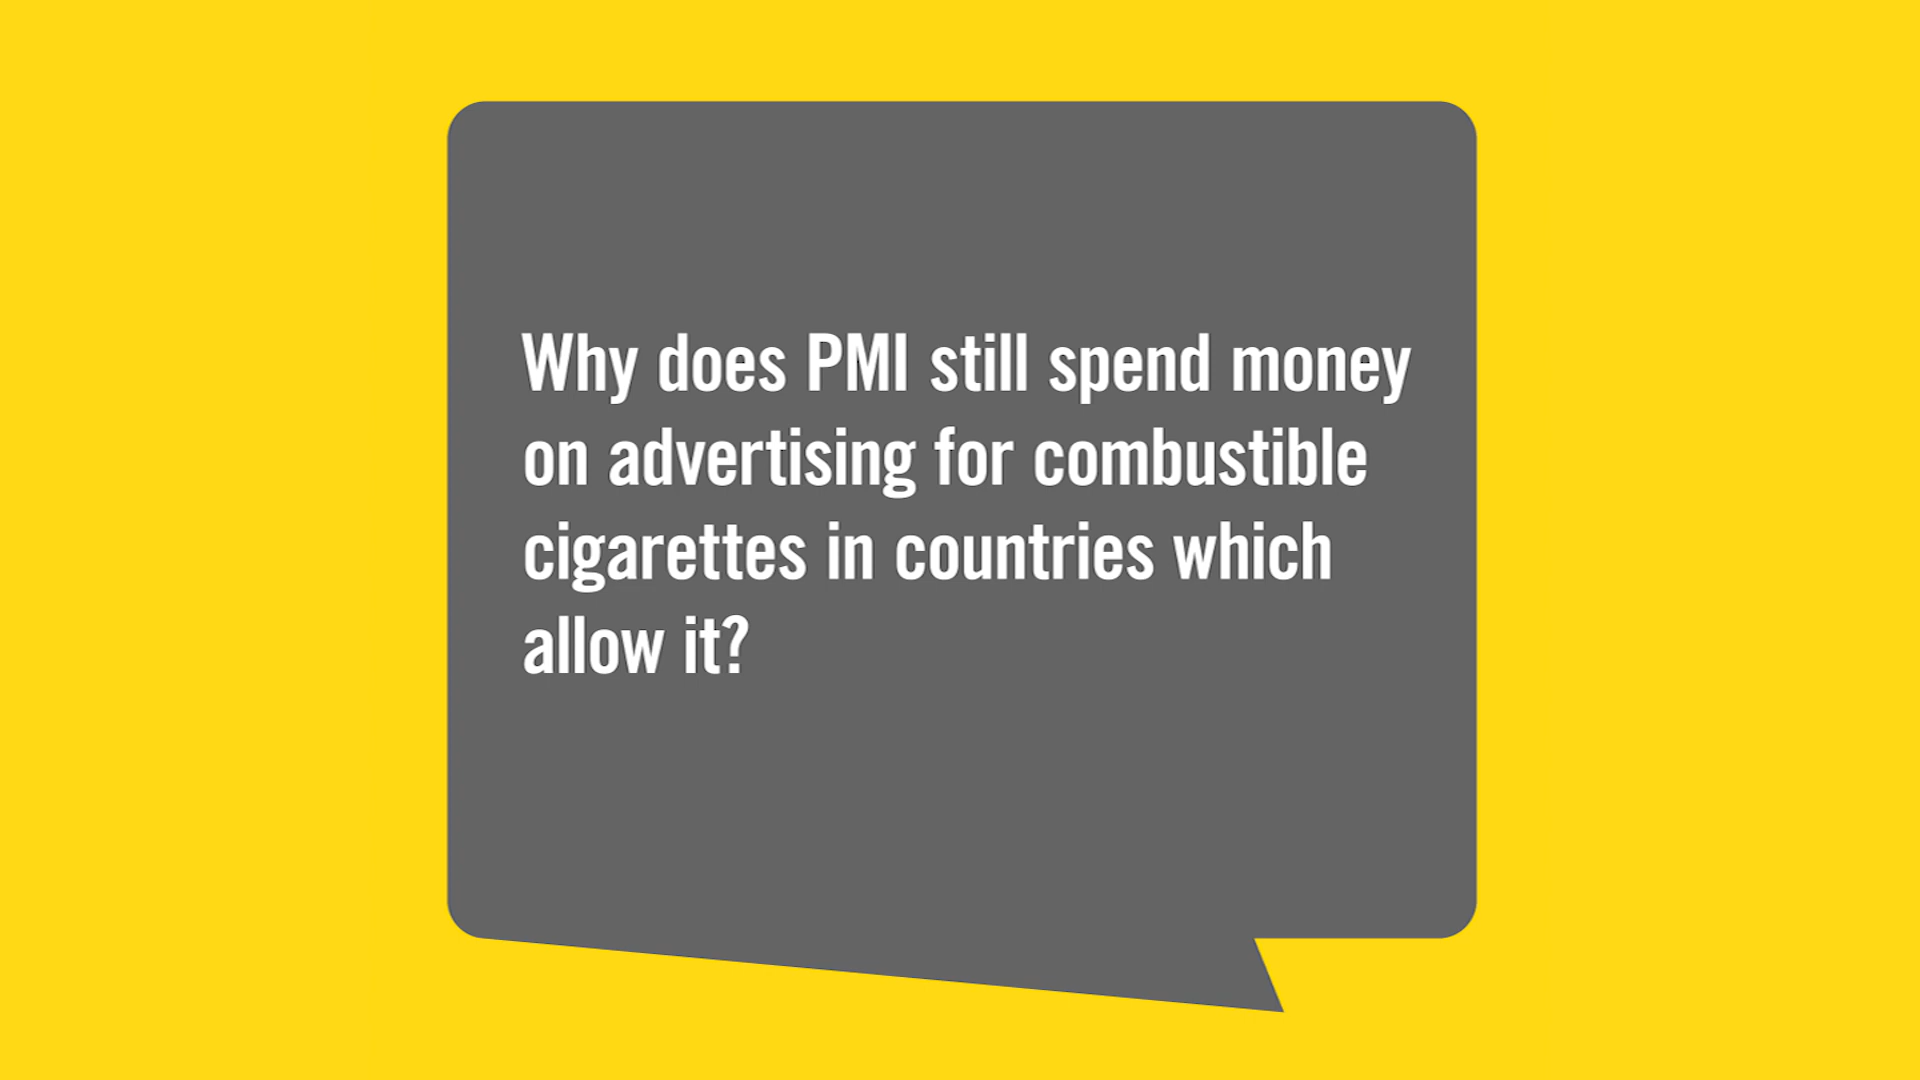 Why does PMI still spend money
on advertising for combustible
cigarettes in countries which
allow it?